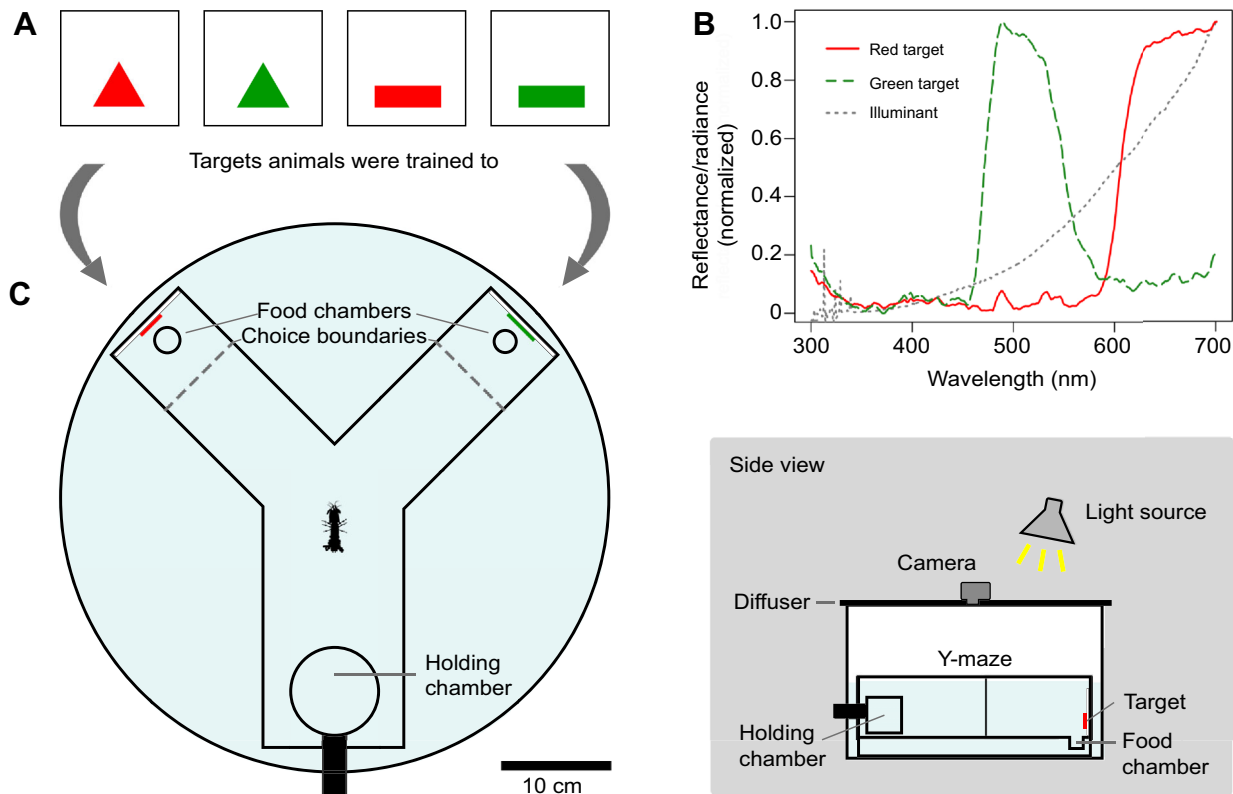 A
Targets animals were trained to
B
1.0
0.8
0.6
0.4
0.2
0
Reflectance/radiance
(normalized)
Red target
Green target
Illuminant
300
400
500
600
700
Wavelength (nm)
C
Food chambers
Choice boundaries
Holding
chamber
10 cm
Side view
Light source
Camera
Diffuser
Y-maze
Target
Holding
chamber
Food
chamber